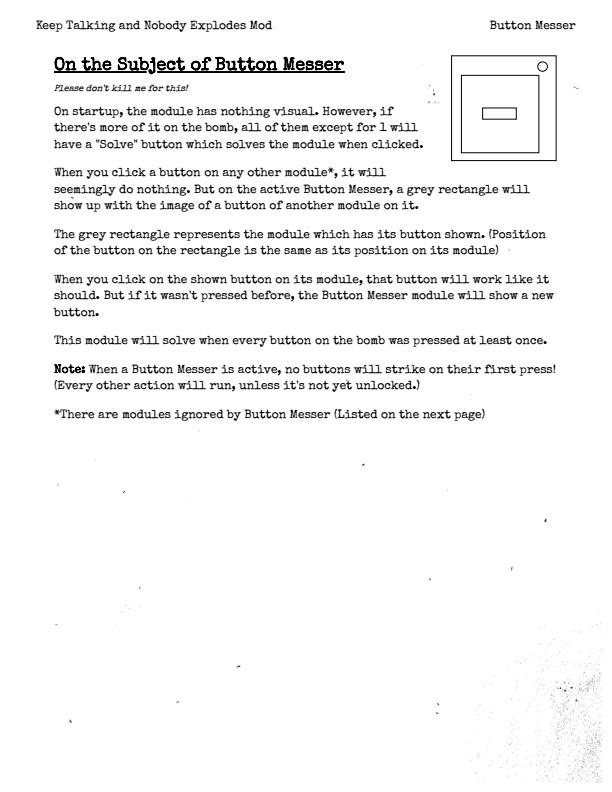 Keep Talking and Nobody Explodes Mod
Button Messer
On the Subject of Button Messer
Please don't kill me for this!
On startup, the module has nothing visual. However, if
there's more of it on the bomb, all of them except for 1 will
have a "Solve" button which solves the module when clicked.
When you click a button on any other module*, it will
seemingly do nothing. But on the active Button Messer, a grey rectangle will
show up with the image of a button of another module on it.
The grey rectangle represents the module which has its button shown. (Position
of the button on the rectangle is the same as its position on its module)
When you click on the shown button on its module, that button will work like it
should. But if it wasn't pressed before, the Button Messer module will show a new
button.
This module will solve when every button on the bomb was pressed at least once.
Note: When a Button Messer is active, no buttons will strike on their first press!
(Every other action will run, unless it's not yet unlocked.)
*There are modules ignored by Button Messer (Listed on the next page)